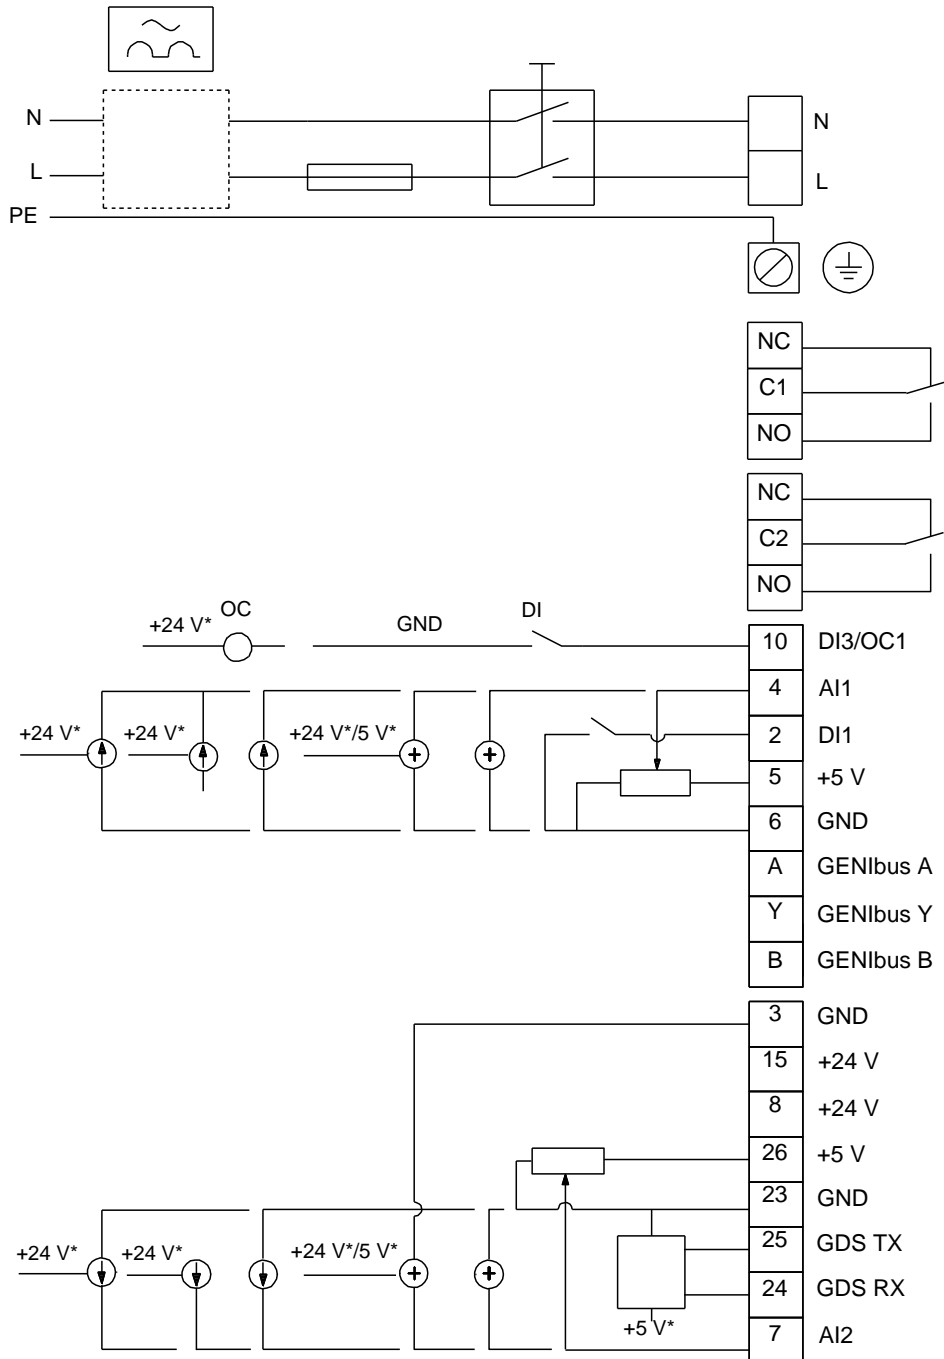 N
N
L
L
PE
NC
C1
NO
NC
C2
NO
+24 V*
OC
GND
DI
10
DI3/OC1
4
AI1
+24 V*
+24 V*
+24 V*/5 V*
2
DI1
5
+5 V
6
GND
A
GENIbus A
Y
GENIbus Y
B
GENIbus B
3
GND
15
+24 V
8
+24 V
26
+5 V
23
GND
+24 V*
+24 V*
+24 V*/5 V*
25
GDS TX
24
GDS RX
+5 V*
7
AI2